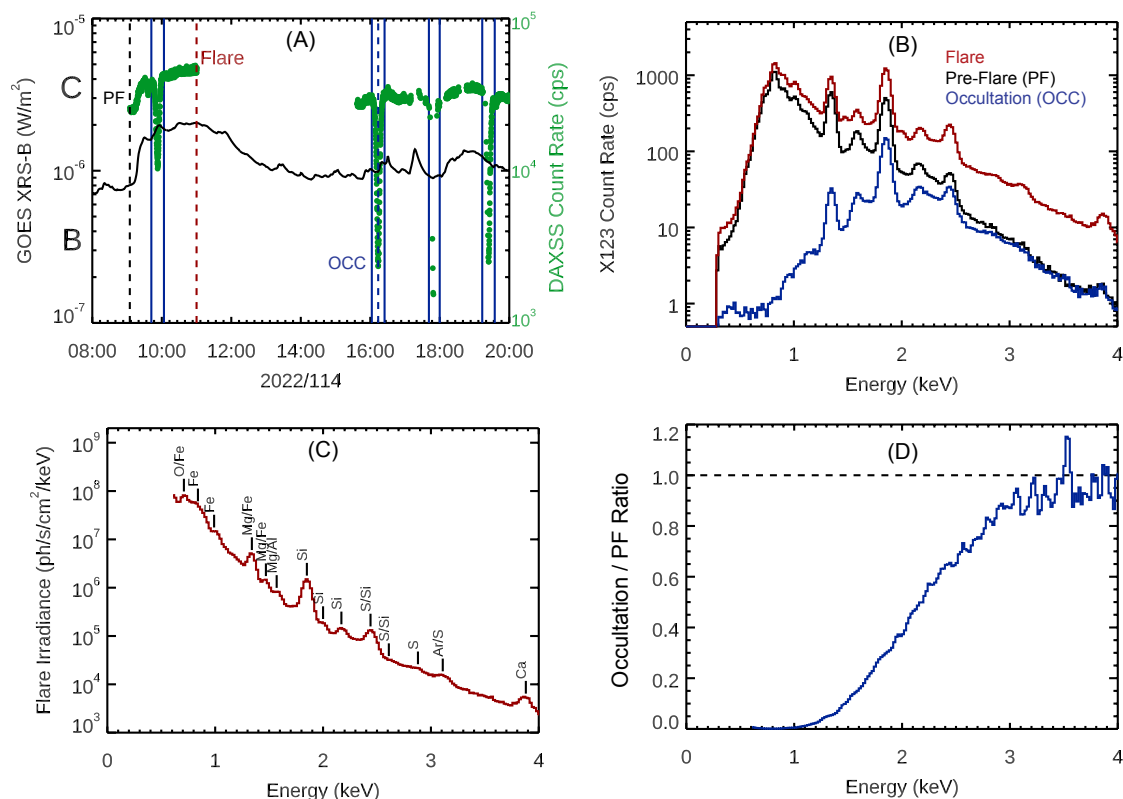 (A)
GOES XRS-B (W/m2)
10-5
10-6
10-7
C
B
PF
Flare
OCC
DAXSS Count Rate (cps)
105
104
103
08:00 10:00 12:00 14:00 16:00 18:00 20:00
2022/114
(B)
Flare
Pre-Flare (PF)
Occultation (OCC)
X123 Count Rate (cps)
1000
100
10
1
0 1 2 3 4
Energy (keV)
(C)
Flare Irradiance (ph/s/cm2/keV)
109
108
107
106
105
104
103
O/Fe
Fe
Fe
Mg/Fe
Mg/Fe
Mg/Al
Si
Si
Si
S/Si
S/Si
S
Ar/S
Ca
0 1 2 3 4
Energy (keV)
(D)
Occultation / PF Ratio
1.2
1.0
0.8
0.6
0.4
0.2
0.0
0 1 2 3 4
Energy (keV)